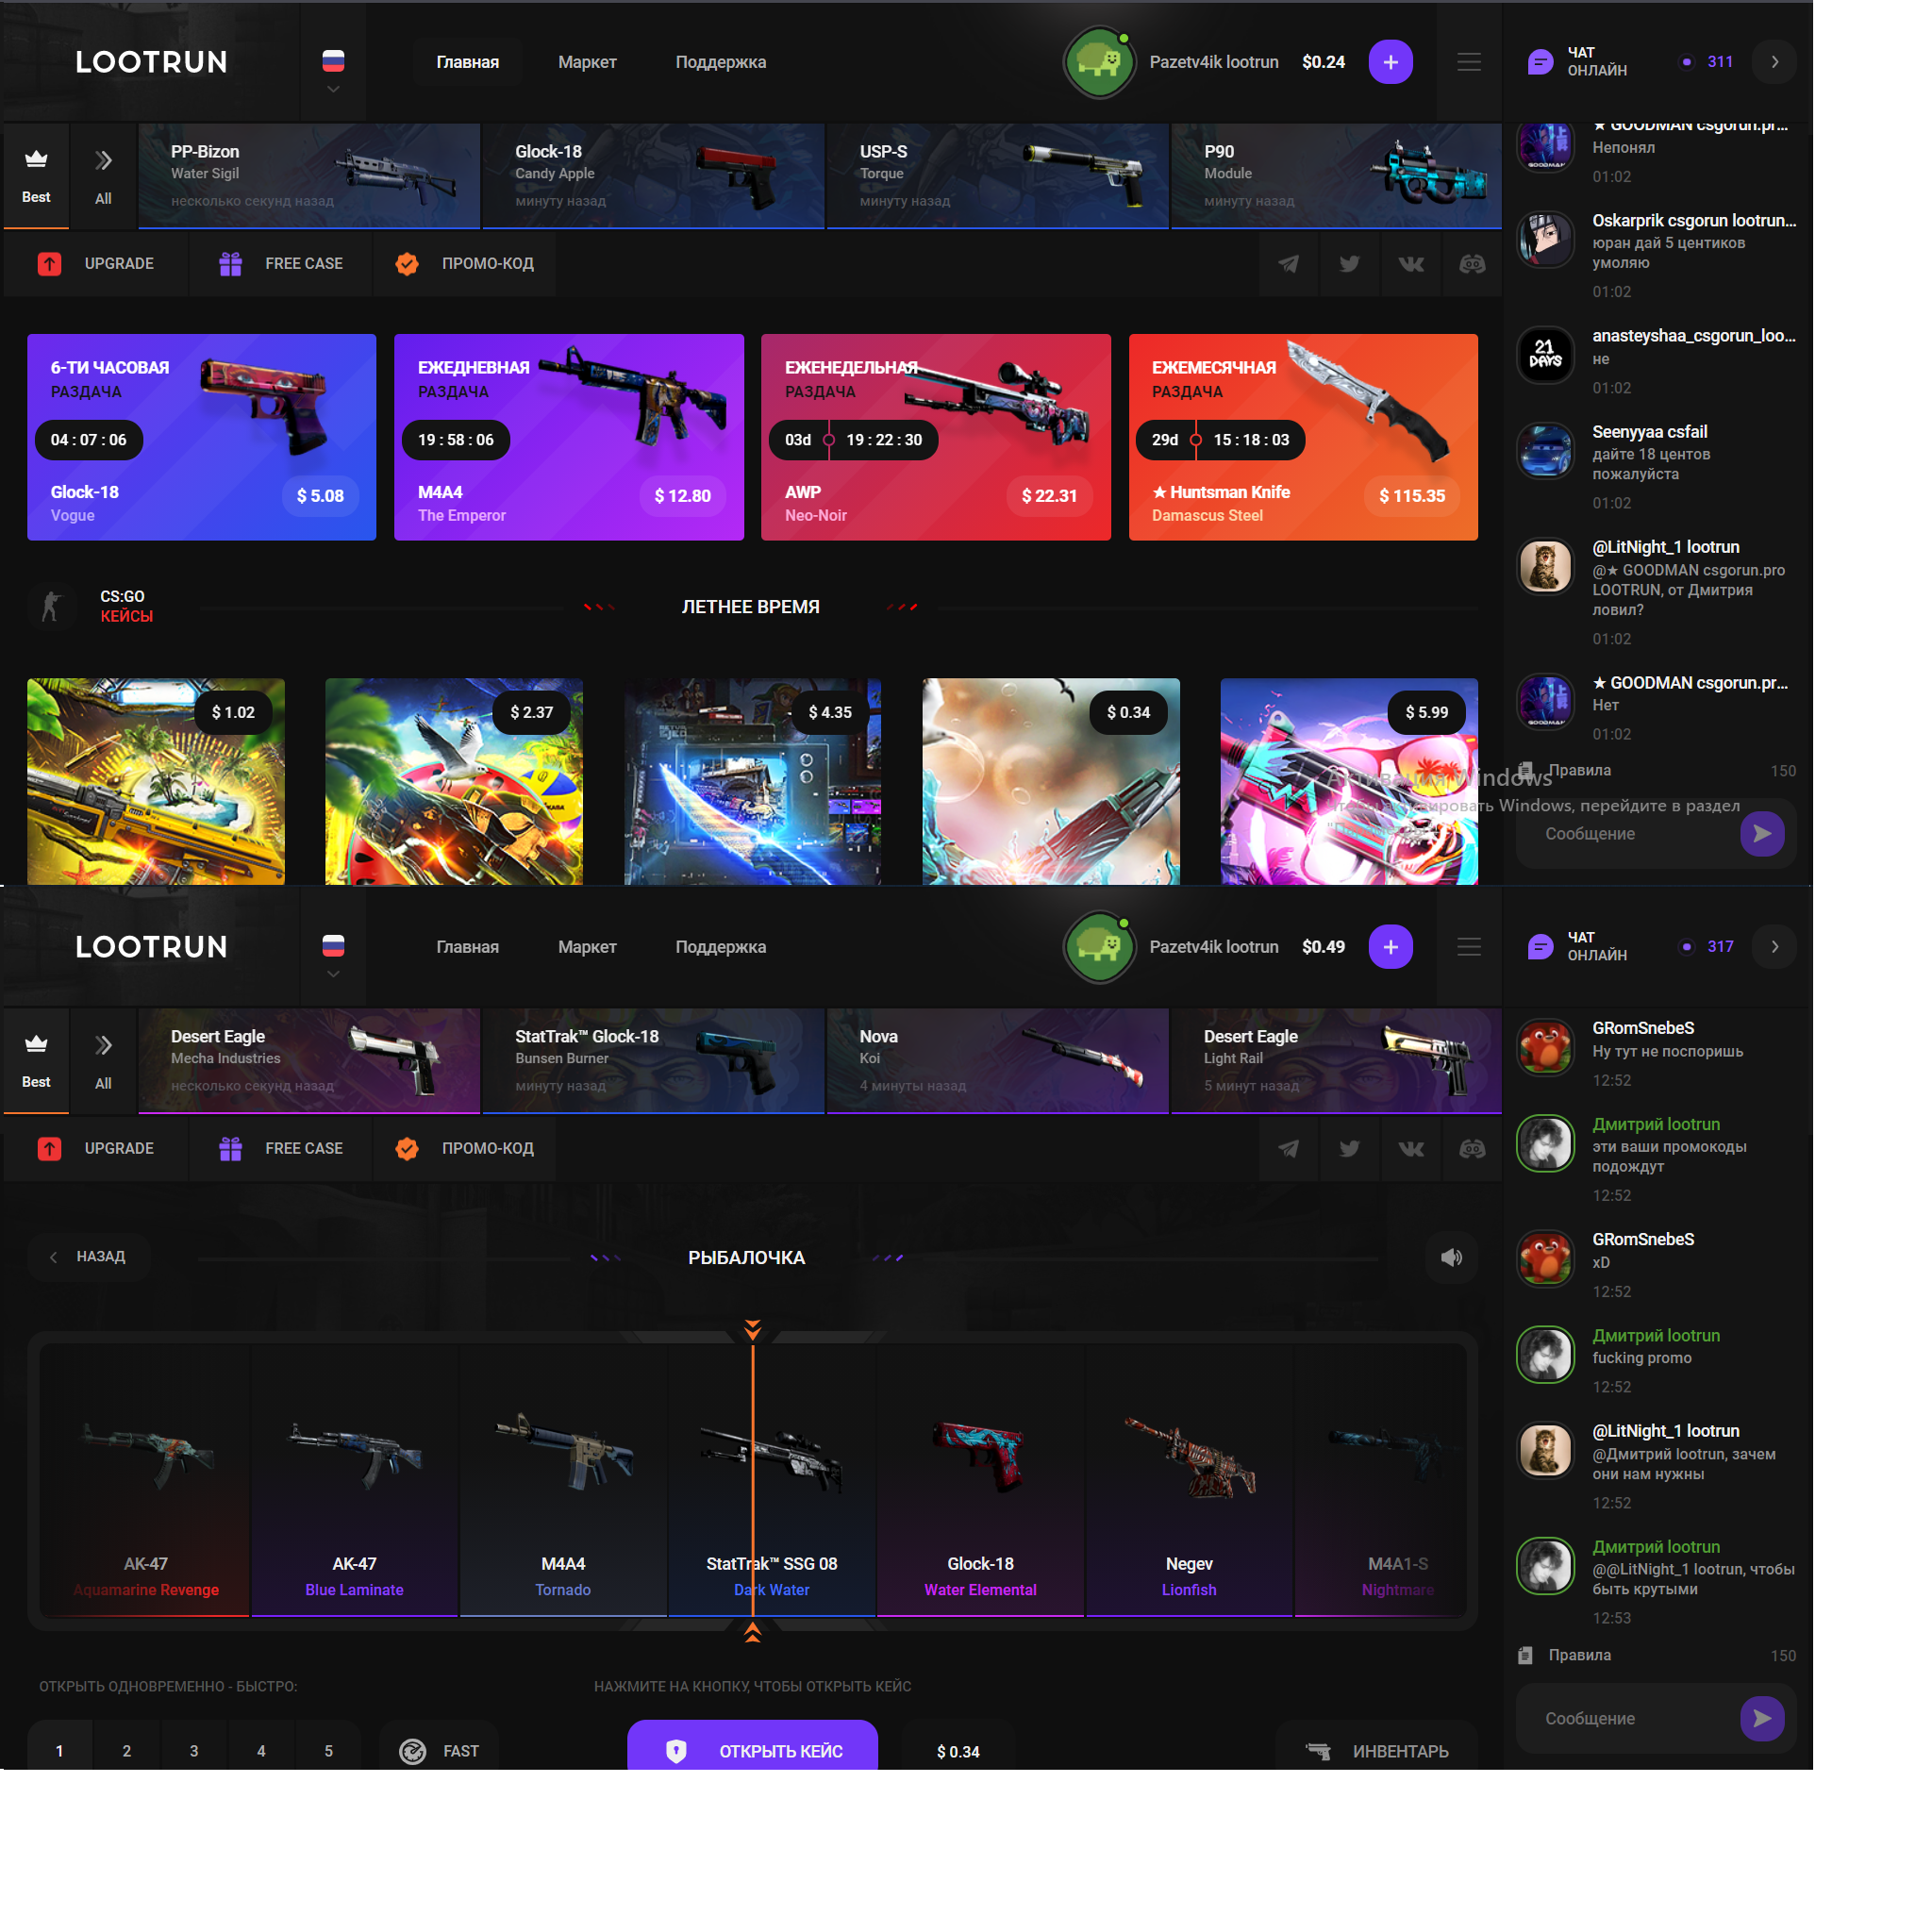 LOOTRUN
Главная
Маркет
Поддержка
Pazetv4ik lootrun
$0.24
ЧАТ
ОНЛАЙН
311
Best
All
PP-Bizon
Water Sigil
несколько секунд назад
Glock-18
Candy Apple
минуту назад
USP-S
Torque
минуту назад
P90
Module
минуту назад
UPGRADE
FREE CASE
ПРОМО-КОД
6-ТИ ЧАСОВАЯ
РАЗДАЧА
04 : 07 : 06
Glock-18
Vogue
$ 5.08
ЕЖЕДНЕВНАЯ
РАЗДАЧА
19 : 58 : 06
M4A4
The Emperor
$ 12.80
ЕЖЕНЕДЕЛЬНАЯ
РАЗДАЧА
03d 19 : 22 : 30
AWP
Neo-Noir
$ 22.31
ЕЖЕМЕСЯЧНАЯ
РАЗДАЧА
29d 15 : 18 : 03
★ Huntsman Knife
Damascus Steel
$ 115.35
CS:GO
КЕЙСЫ
ЛЕТНЕЕ ВРЕМЯ
$ 1.02
$ 2.37
$ 4.35
$ 0.34
$ 5.99
★ GOODMAN csgorun.pr...
Непонял
01:02
Oskarprik csgorun lootrun...
юран дай 5 центиков
умоляю
01:02
21
DAYS
anasteyshaa_csgorun_loo...
не
01:02
Seenyyaa csfail
дайте 18 центов
пожалуйста
01:02
@LitNight_1 lootrun
@★ GOODMAN csgorun.pro
LOOTRUN, от Дмитрия
ловил?
01:02
GOODMAN
★ GOODMAN csgorun.pr...
Нет
01:02
Правила
150
Активация Windows
Чтобы активировать Windows, перейдите в раздел
Сообщение
LOOTRUN
Главная
Маркет
Поддержка
Pazetv4ik lootrun
$0.49
ЧАТ
ОНЛАЙН
317
Best
All
Desert Eagle
Mecha Industries
несколько секунд назад
StatTrak™ Glock-18
Bunsen Burner
минуту назад
Nova
Koi
4 минуты назад
Desert Eagle
Light Rail
5 минут назад
UPGRADE
FREE CASE
ПРОМО-КОД
НАЗАД
РЫБАЛОЧКА
AK-47
Aquamarine Revenge
AK-47
Blue Laminate
M4A4
Tornado
StatTrak™ SSG 08
Dark Water
Glock-18
Water Elemental
Negev
Lionfish
M4A1-S
Nightmare
ОТКРЫТЬ ОДНОВРЕМЕННО - БЫСТРО:
НАЖМИТЕ НА КНОПКУ, ЧТОБЫ ОТКРЫТЬ КЕЙС
1
2
3
4
5
FAST
ОТКРЫТЬ КЕЙС
$ 0.34
ИНВЕНТАРЬ
GRomSnebeS
Ну тут не поспоришь
12:52
Дмитрий lootrun
эти ваши промокоды
подождут
12:52
GRomSnebeS
xD
12:52
Дмитрий lootrun
fucking promo
12:52
@LitNight_1 lootrun
@Дмитрий lootrun, зачем
они нам нужны
12:52
Дмитрий lootrun
@@LitNight_1 lootrun, чтобы
быть крутыми
12:53
Правила
150
Сообщение